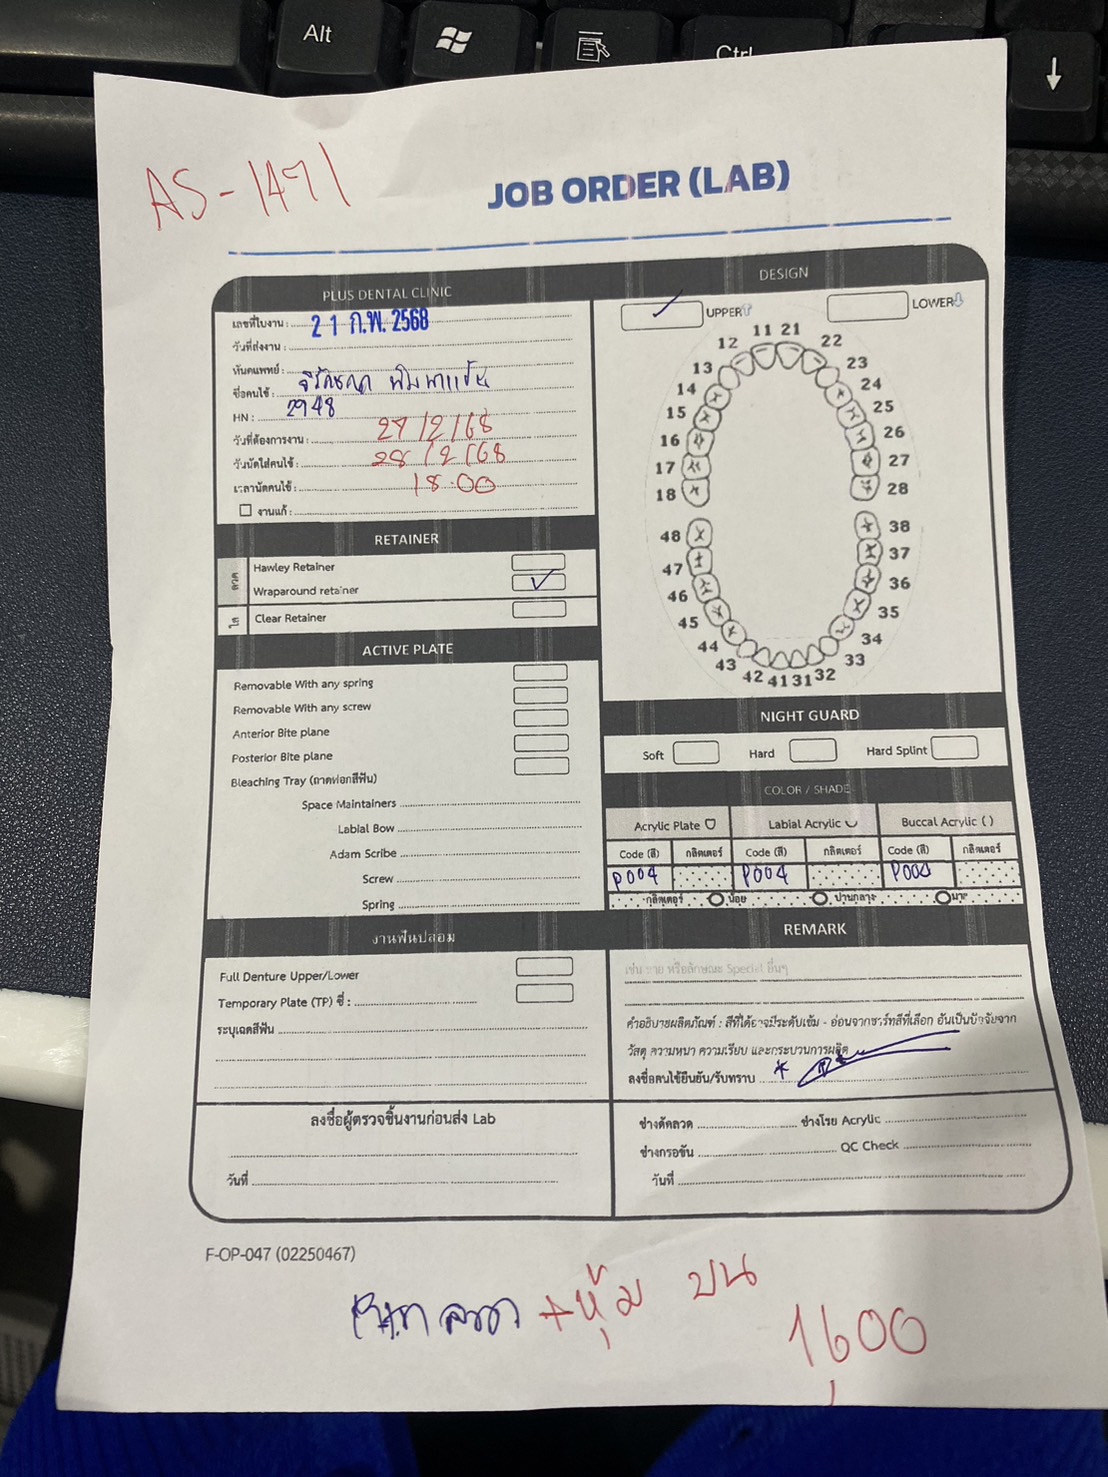 Alt
Ctrl
AS-1471
JOB ORDER (LAB)
PLUS DENTAL CLINIC
เลขที่ใบงาน :
21 ก.พ. 2568
วันที่ส่งงาน :
ทันตแพทย์ :
ชื่อคนไข้ :
HN : 2948
วันที่ต้องการงาน : 27/2/68
วันนัดใส่คนไข้ : 28/2/68
เวลานัดคนไข้ : 18.00
งานแก้ :
RETAINER
ลวด
Hawley Retainer
Wraparound retainer
ใส
Clear Retainer
ACTIVE PLATE
Removable With any spring
Removable With any screw
Anterior Bite plane
Posterior Bite plane
Bleaching Tray (ถาดฟอกสีฟัน)
Space Maintainers
Labial Bow
Adam Scribe
Screw
Spring
งานฟันปลอม
Full Denture Upper/Lower
Temporary Plate (TP) ซี่ :
ระบุเฉดสีฟัน
ลงชื่อผู้ตรวจชิ้นงานก่อนส่ง Lab
วันที่
DESIGN
UPPER
LOWER
11 21
12 22
13 23
14 24
15 25
16 26
17 27
18 28
48 38
47 37
46 36
45 35
44 34
43 33
42 41 31 32
NIGHT GUARD
Soft
Hard
Hard Splint
COLOR / SHADE
Acrylic Plate
Labial Acrylic
Buccal Acrylic ( )
Code (สี) กลิตเตอร์ Code (สี) กลิตเตอร์ Code (สี) กลิตเตอร์
P004 P004 P004
กลิตเตอร์ น้อย ปานกลาง มาก
REMARK
เช่น ลาย หรือลักษณะ Special อื่นๆ
คำอธิบายผลิตภัณฑ์ : สีที่ได้อาจมีระดับเข้ม - อ่อนจากชาร์ทสีที่เลือก อันเป็นปัจจัยจาก
วัสดุ ความหนา ความเรียบ และกระบวนการผลิต
ลงชื่อคนไข้ยืนยัน/รับทราบ
ช่างดัดลวด ช่างโรย Acrylic
ช่างกรอขัน QC Check
วันที่
F-OP-047 (02250467)
ลวด +หุ้ม บน
1,600